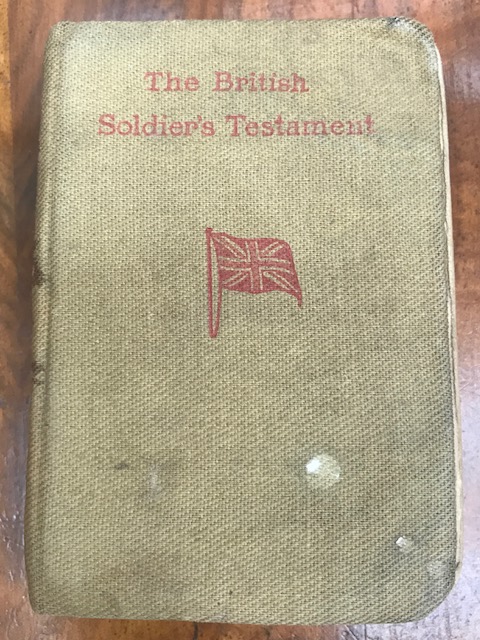 The British
Soldier's Testament